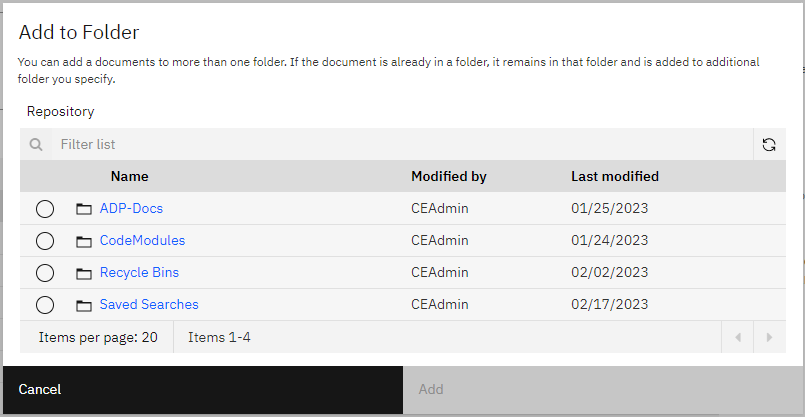 Add to Folder
You can add a documents to more than one folder. If the document is already in a folder, it remains in that folder and is added to additional
folder you specify.
Repository
Filter list
Name Modified by Last modified
ADP-Docs CEAdmin 01/25/2023
CodeModules CEAdmin 01/24/2023
Recycle Bins CEAdmin 02/02/2023
Saved Searches CEAdmin 02/17/2023
Items per page: 20 Items 1-4
Cancel Add